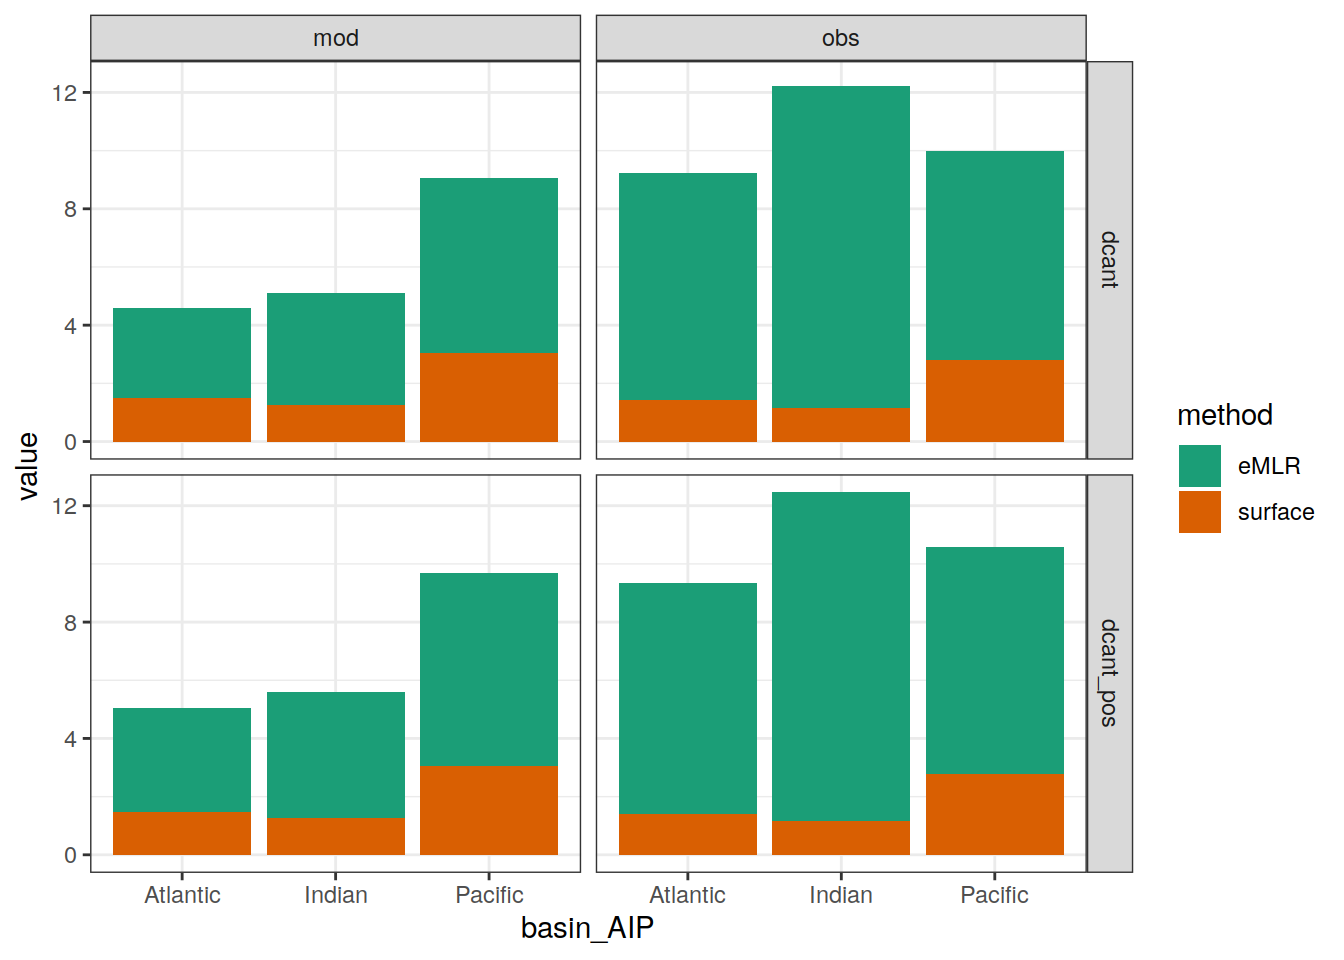 mod
obs
12
8
4
0
dcant
12
8
4
0
dcant_pos
value
Atlantic
Indian
Pacific
Atlantic
Indian
Pacific
basin_AIP
method
eMLR
surface